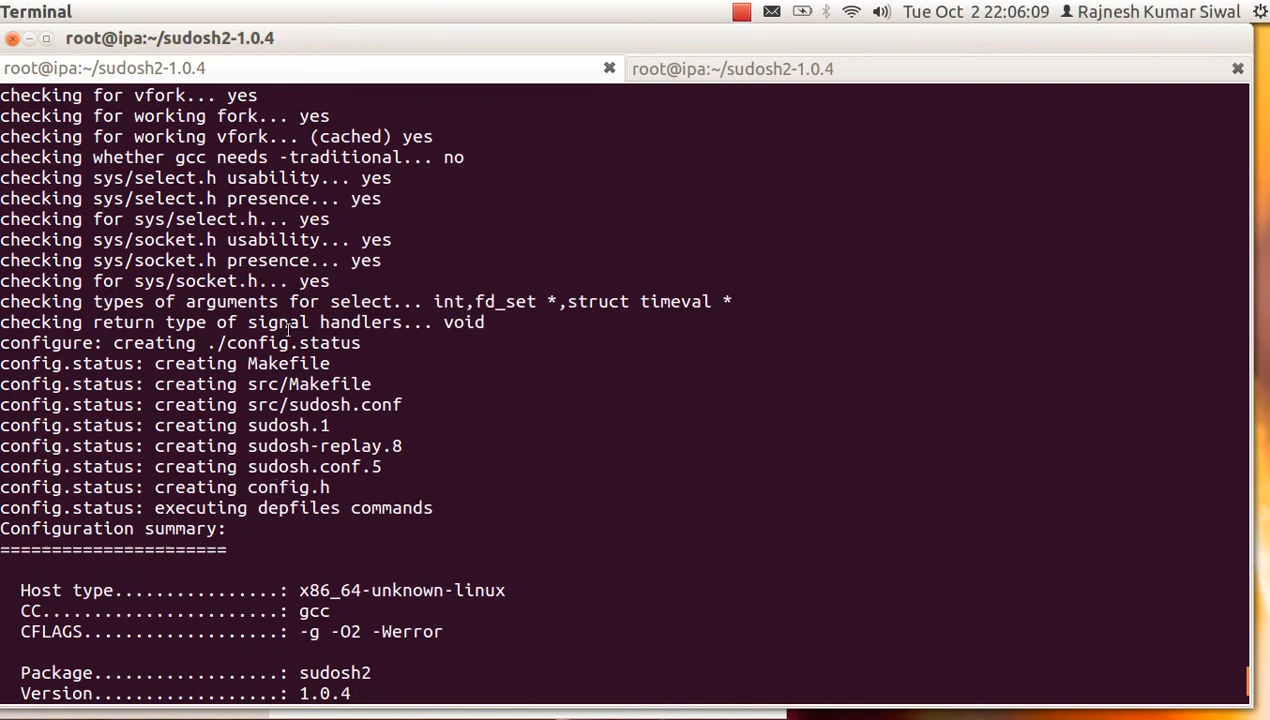 Terminal
Tue Oct 2 22:06:09
Rajnesh Kumar Siwal
root@ipa:~/sudosh2-1.0.4
root@ipa:~/sudosh2-1.0.4
root@ipa:~/sudosh2-1.0.4
checking for vfork... yes
checking for working fork... yes
checking for working vfork... (cached) yes
checking whether gcc needs -traditional... no
checking sys/select.h usability... yes
checking sys/select.h presence... yes
checking for sys/select.h... yes
checking sys/socket.h usability... yes
checking sys/socket.h presence... yes
checking for sys/socket.h... yes
checking types of arguments for select... int,fd_set *,struct timeval *
checking return type of signal handlers... void
configure: creating ./config.status
config.status: creating Makefile
config.status: creating src/Makefile
config.status: creating src/sudosh.conf
config.status: creating sudosh.1
config.status: creating sudosh-replay.8
config.status: creating sudosh.conf.5
config.status: creating config.h
config.status: executing depfiles commands
Configuration summary:
======================
Host type................: x86_64-unknown-linux
CC.......................: gcc
CFLAGS...................: -g -O2 -Werror
Package..................: sudosh2
Version..................: 1.0.4